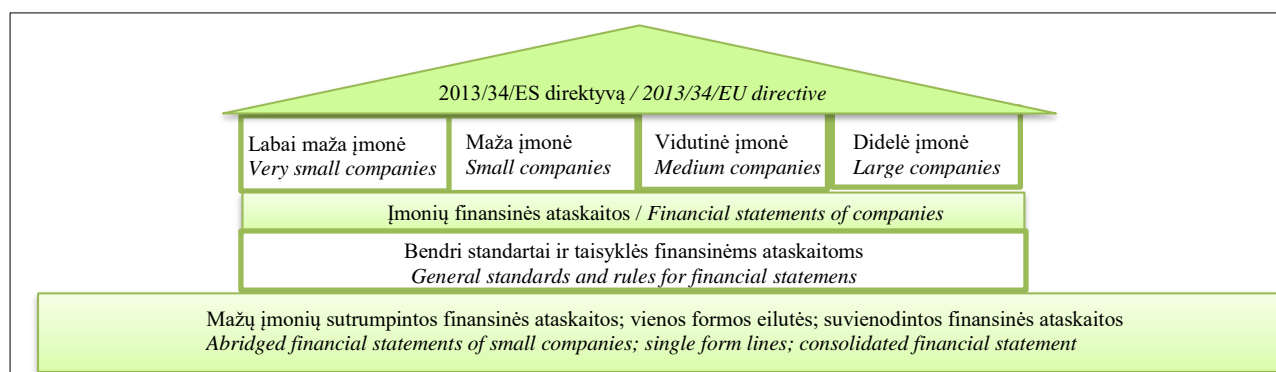 2013/34/ES direktyvą / 2013/34/EU directive
Labai maža įmonė
Very small companies
Maža įmonė
Small companies
Vidutinė įmonė
Medium companies
Didelė įmonė
Large companies
Įmonių finansinės ataskaitos / Financial statements of companies
Bendri standartai ir taisyklės finansinėms ataskaitoms
General standards and rules for financial statemens
Mažų įmonių sutrumpintos finansinės ataskaitos; vienos formos eilutės; suvienodintos finansinės ataskaitos
Abridged financial statements of small companies; single form lines; consolidated financial statement